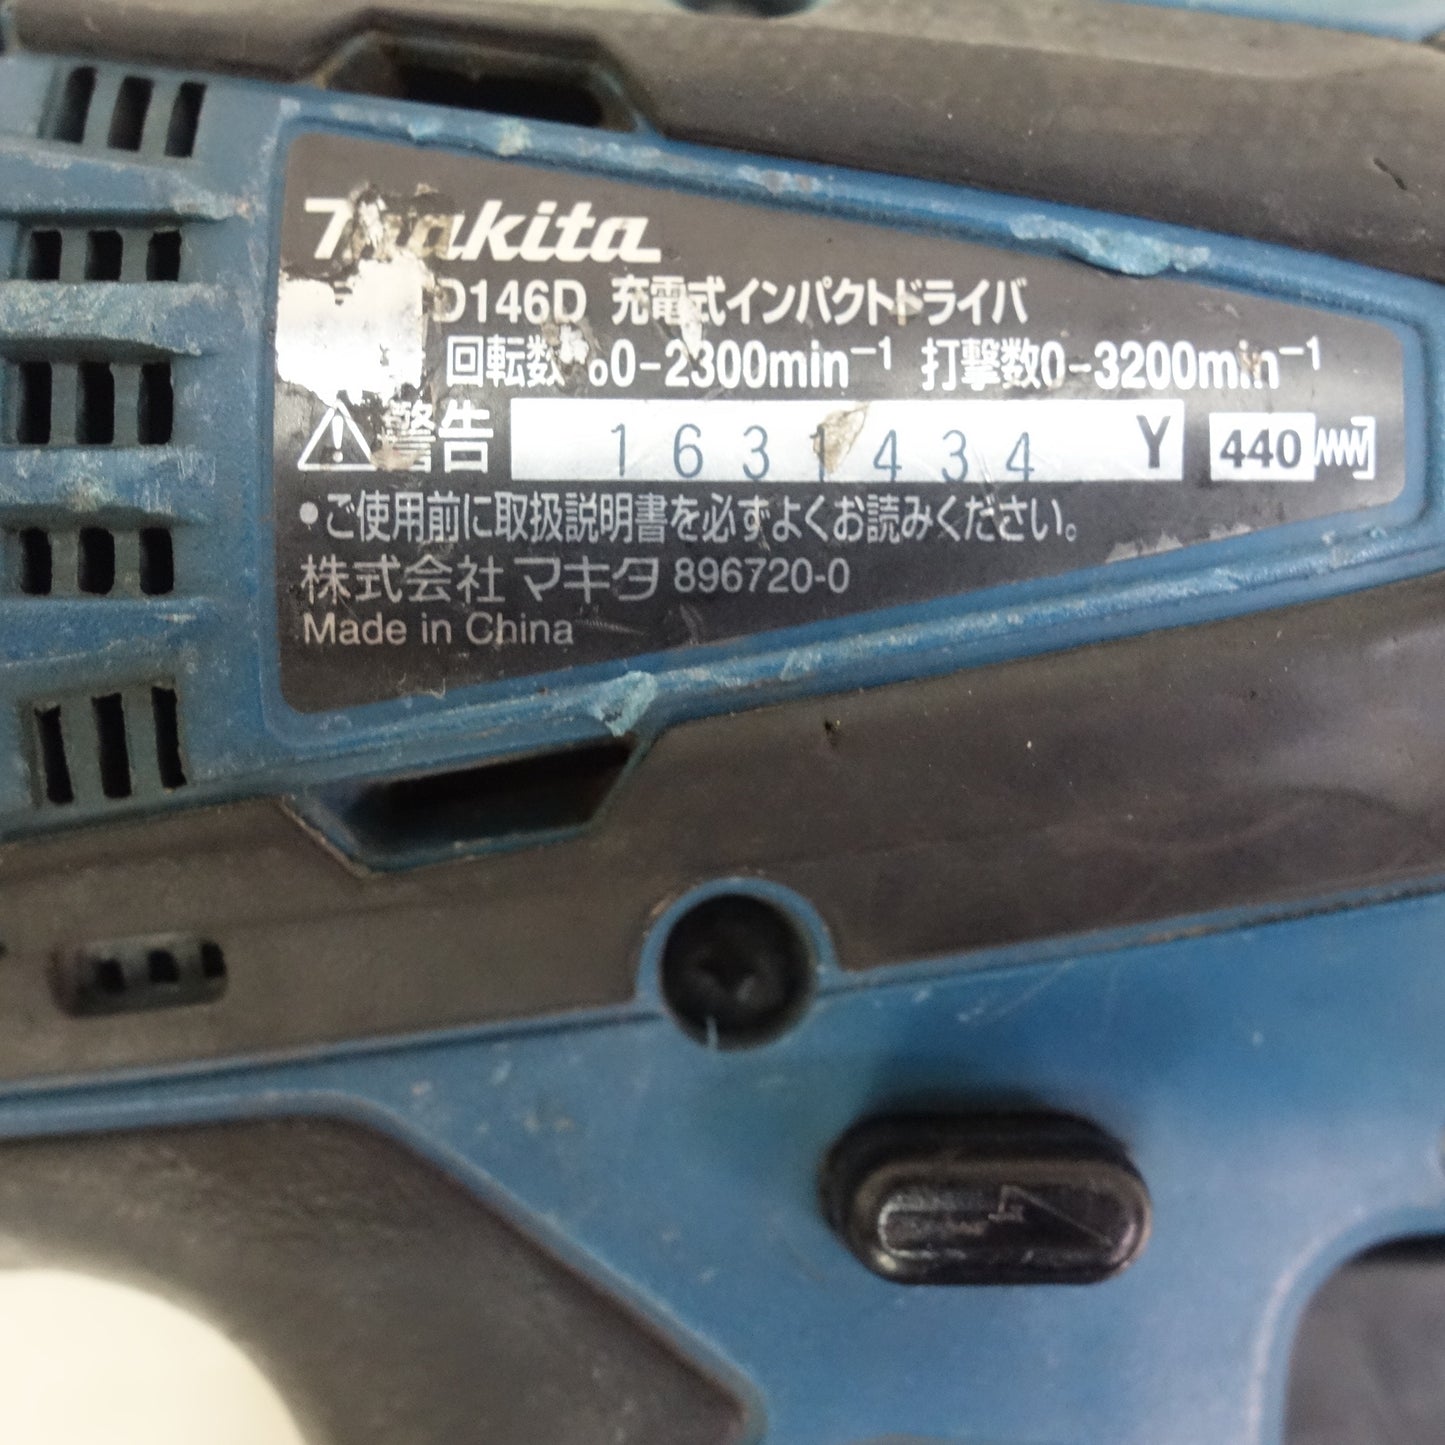 Makita
D146D 充電式インパクトドライバ
回転数 0-2300min⁻¹ 打撃数0-3200min⁻¹
警告 1631434 Y 440
•ご使用前に取扱説明書を必ずよくお読みください。
株式会社マキタ 896720-0
Made in China